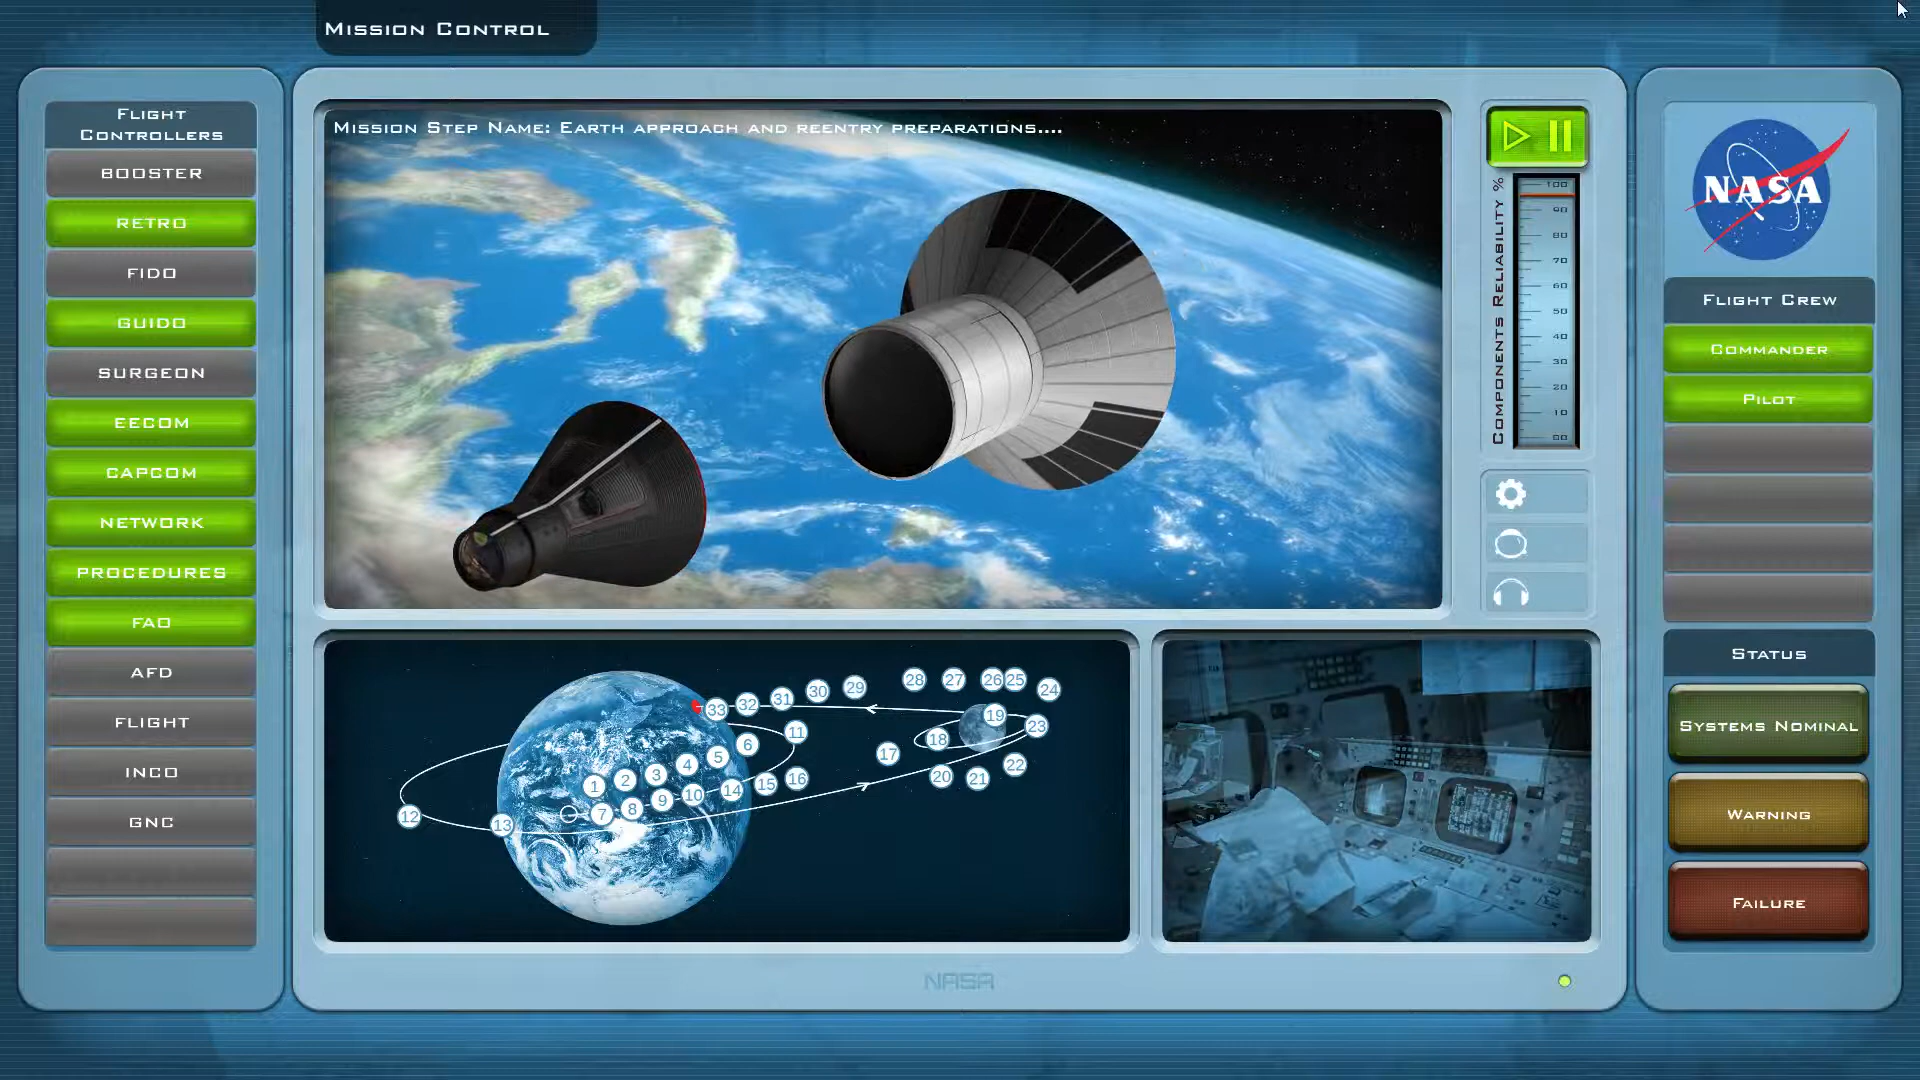 Mission Control
Flight
Controllers
BOOSTER
RETRO
FIDO
GUIDO
SURGEON
EECOM
CAPCOM
NETWORK
PROCEDURES
FAO
AFD
FLIGHT
INCO
GNC
Mission Step Name: Earth approach and reentry preparations....
Components Reliability %
100
90
80
70
60
50
40
30
20
10
00
28 27 26 25
24
29
30
31
32
33
19
23
11
18
6
17
5
22
4
3
20 21
2
15 16
1
14
10
9
8
7
12
13
NASA
NASA
Flight Crew
Commander
Pilot
Status
Systems Nominal
Warning
Failure